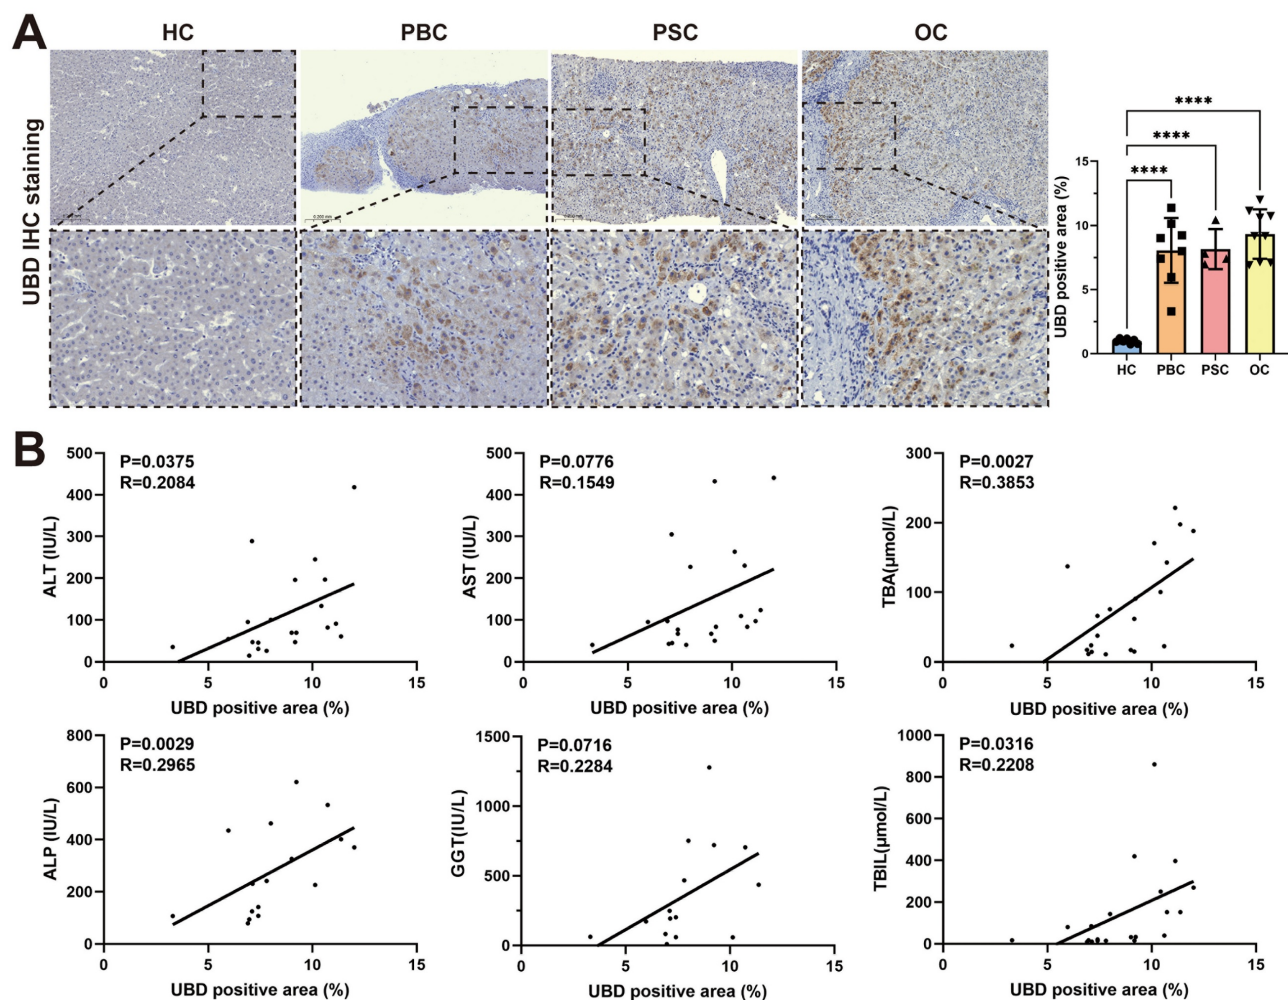 A
HC
PBC
PSC
OC
UBD IHC staining
0.200 mm
UBD positive area (%)
15
10
5
0
****
****
****
HC
PBC
PSC
OC
B
P=0.0375
R=0.2084
ALT (IU/L)
500
400
300
200
100
0
0
5
10
15
UBD positive area (%)
P=0.0776
R=0.1549
AST (IU/L)
500
400
300
200
100
0
0
5
10
15
UBD positive area (%)
P=0.0027
R=0.3853
TBA(μmol/L)
300
200
100
0
0
5
10
15
UBD positive area (%)
P=0.0029
R=0.2965
ALP (IU/L)
800
600
400
200
0
0
5
10
15
UBD positive area (%)
P=0.0716
R=0.2284
GGT(IU/L)
1500
1000
500
0
0
5
10
15
UBD positive area (%)
P=0.0316
R=0.2208
TBIL(μmol/L)
1000
800
600
400
200
0
0
5
10
15
UBD positive area (%)